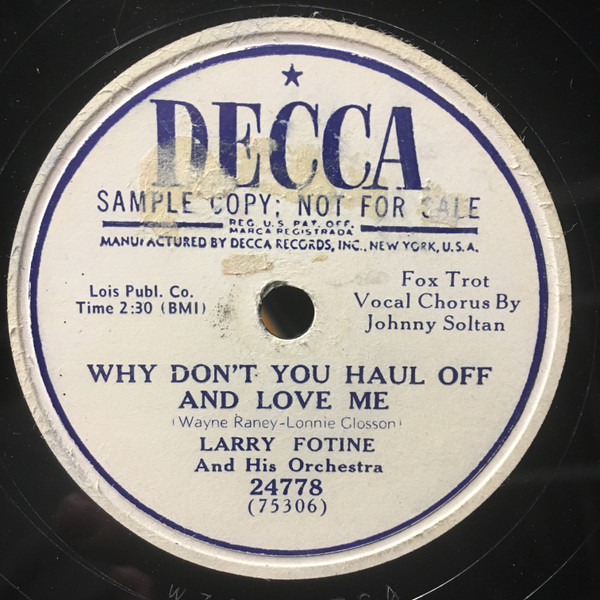 DECCA
SAMPLE COPY; NOT FOR SALE
REG. U.S. PAT. OFF.
MARCA REGISTRADA
MANUFACTURED BY DECCA RECORDS, INC., NEW YORK, U.S.A.
Lois Publ. Co.
Time 2:30 (BMI)
Fox Trot
Vocal Chorus By
Johnny Soltan
WHY DON'T YOU HAUL OFF
AND LOVE ME
(Wayne Raney-Lonnie Glosson)
LARRY FOTINE
And His Orchestra
24778
(75306)